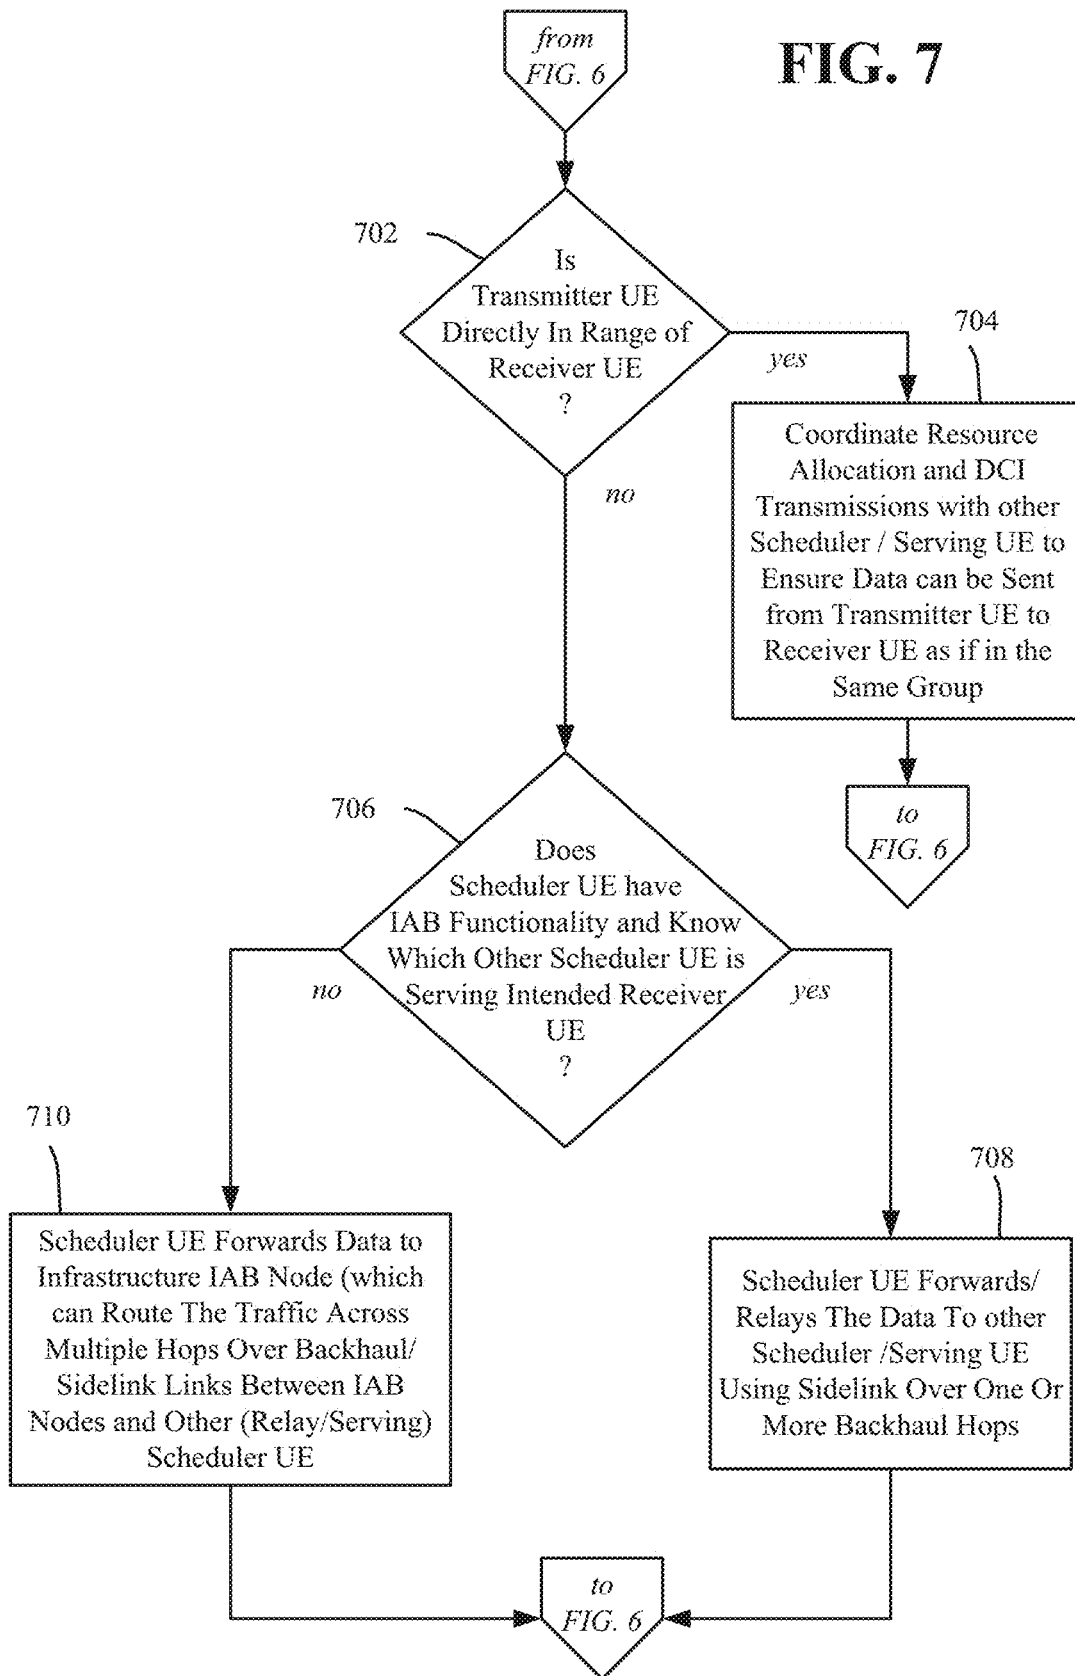 from
FIG. 6
FIG. 7
702
Is
Transmitter UE
Directly In Range of
Receiver UE
?
yes
no
704
Coordinate Resource
Allocation and DCI
Transmissions with other
Scheduler / Serving UE to
Ensure Data can be Sent
from Transmitter UE to
Receiver UE as if in the
Same Group
to
FIG. 6
706
Does
Scheduler UE have
IAB Functionality and Know
Which Other Scheduler UE is
Serving Intended Receiver
UE
?
no
yes
710
Scheduler UE Forwards Data to
Infrastructure IAB Node (which
can Route The Traffic Across
Multiple Hops Over Backhaul/
Sidelink Links Between IAB
Nodes and Other (Relay/Serving)
Scheduler UE
708
Scheduler UE Forwards/
Relays The Data To other
Scheduler /Serving UE
Using Sidelink Over One Or
More Backhaul Hops
to
FIG. 6